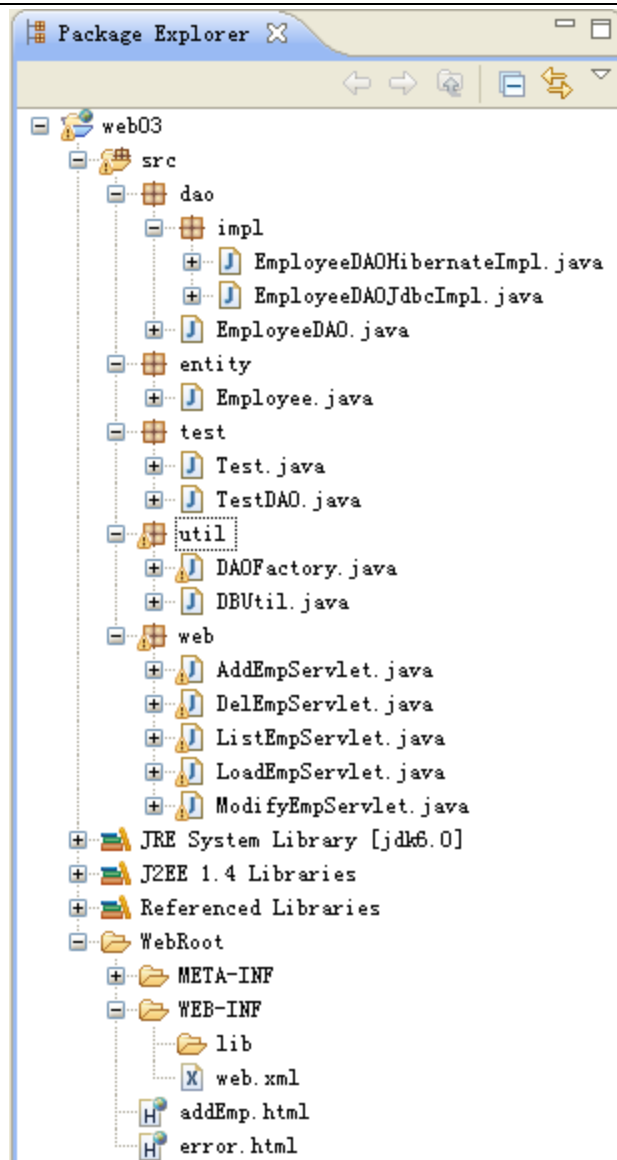 Package Explorer
web03
src
dao
impl
EmployeeDAOHibernateImpl.java
EmployeeDAOJdbcImpl.java
EmployeeDAO.java
entity
Employee.java
test
Test.java
TestDAO.java
util
DAOFactory.java
DBUtil.java
web
AddEmpServlet.java
DelEmpServlet.java
ListEmpServlet.java
LoadEmpServlet.java
ModifyEmpServlet.java
JRE System Library [jdk6.0]
J2EE 1.4 Libraries
Referenced Libraries
WebRoot
META-INF
WEB-INF
lib
web.xml
addEmp.html
error.html